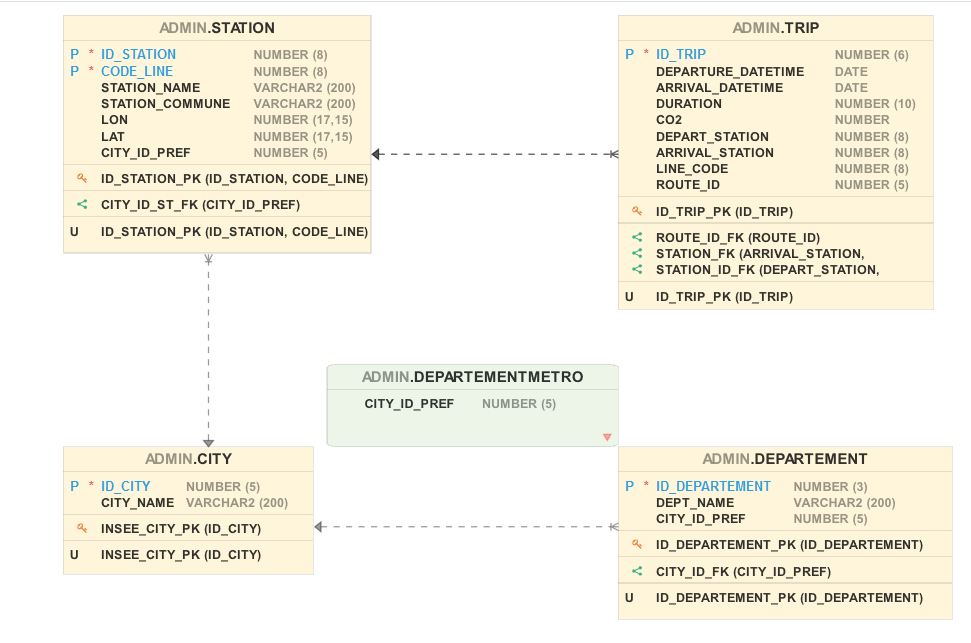 ADMIN.STATION
P * ID_STATION NUMBER (8)
P * CODE_LINE NUMBER (8)
STATION_NAME VARCHAR2 (200)
STATION_COMMUNE VARCHAR2 (200)
LON NUMBER (17,15)
LAT NUMBER (17,15)
CITY_ID_PREF NUMBER (5)
ID_STATION_PK (ID_STATION, CODE_LINE)
CITY_ID_ST_FK (CITY_ID_PREF)
U ID_STATION_PK (ID_STATION, CODE_LINE)
ADMIN.TRIP
P * ID_TRIP NUMBER (6)
DEPARTURE_DATETIME DATE
ARRIVAL_DATETIME DATE
DURATION NUMBER (10)
CO2 NUMBER
DEPART_STATION NUMBER (8)
ARRIVAL_STATION NUMBER (8)
LINE_CODE NUMBER (8)
ROUTE_ID NUMBER (5)
ID_TRIP_PK (ID_TRIP)
ROUTE_ID_FK (ROUTE_ID)
STATION_FK (ARRIVAL_STATION,
STATION_ID_FK (DEPART_STATION,
U ID_TRIP_PK (ID_TRIP)
ADMIN.DEPARTEMENTMETRO
CITY_ID_PREF NUMBER (5)
ADMIN.CITY
P * ID_CITY NUMBER (5)
CITY_NAME VARCHAR2 (200)
INSEE_CITY_PK (ID_CITY)
U INSEE_CITY_PK (ID_CITY)
ADMIN.DEPARTEMENT
P * ID_DEPARTEMENT NUMBER (3)
DEPT_NAME VARCHAR2 (200)
CITY_ID_PREF NUMBER (5)
ID_DEPARTEMENT_PK (ID_DEPARTEMENT)
CITY_ID_FK (CITY_ID_PREF)
U ID_DEPARTEMENT_PK (ID_DEPARTEMENT)